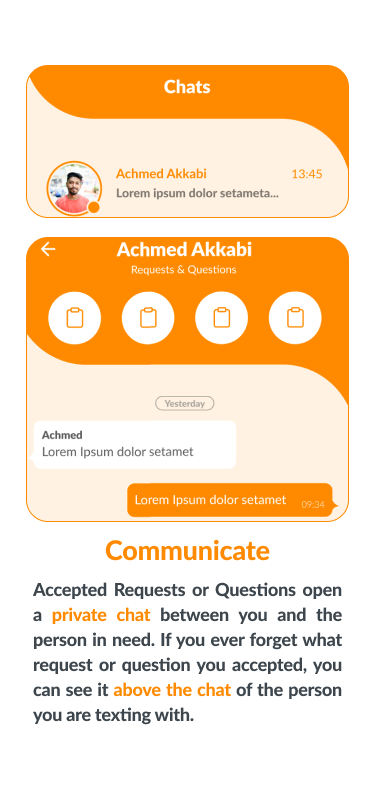 Chats
Achmed Akkabi 13:45
Lorem ipsum dolor setameta...
Achmed Akkabi
Requests & Questions
Yesterday
Achmed
Lorem Ipsum dolor setamet
Lorem Ipsum dolor setamet 09:34
Communicate
Accepted Requests or Questions open
a private chat between you and the
person in need. If you ever forget what
request or question you accepted, you
can see it above the chat of the person
you are texting with.